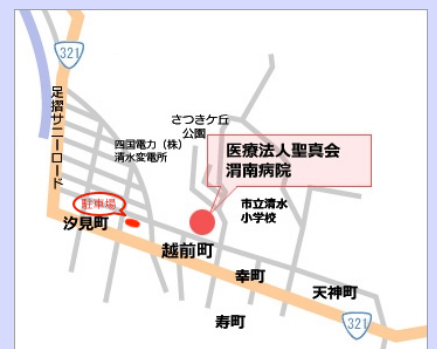 321
足摺サニーロード
さつきケ丘
公園
四国電力（株）
清水変電所
医療法人聖真会
渭南病院
市立清水
小学校
駐車場
汐見町
越前町
幸町
天神町
寿町
321